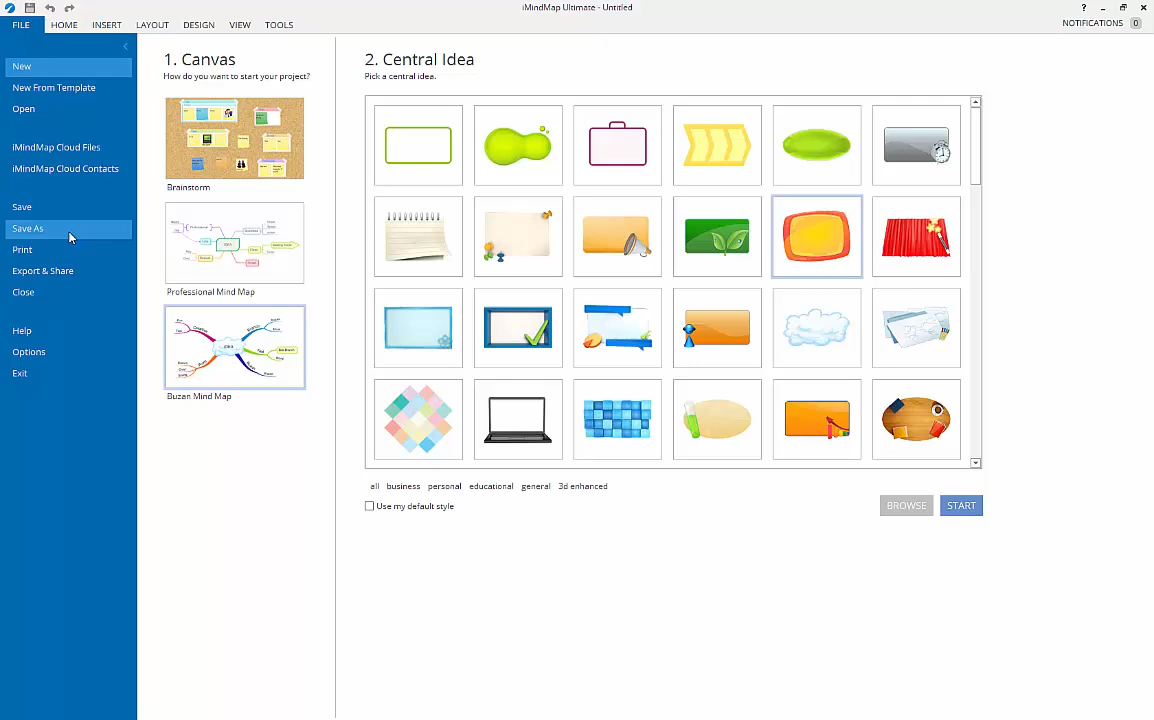 iMindMap Ultimate - Untitled
FILE HOME INSERT LAYOUT DESIGN VIEW TOOLS
NOTIFICATIONS 0
New
New From Template
Open
iMindMap Cloud Files
iMindMap Cloud Contacts
Save
Save As
Print
Export & Share
Close
Help
Options
Exit
1. Canvas
How do you want to start your project?
Brainstorm
Professional Mind Map
Buzan Mind Map
2. Central Idea
Pick a central idea.
all business personal educational general 3d enhanced
Use my default style
BROWSE START